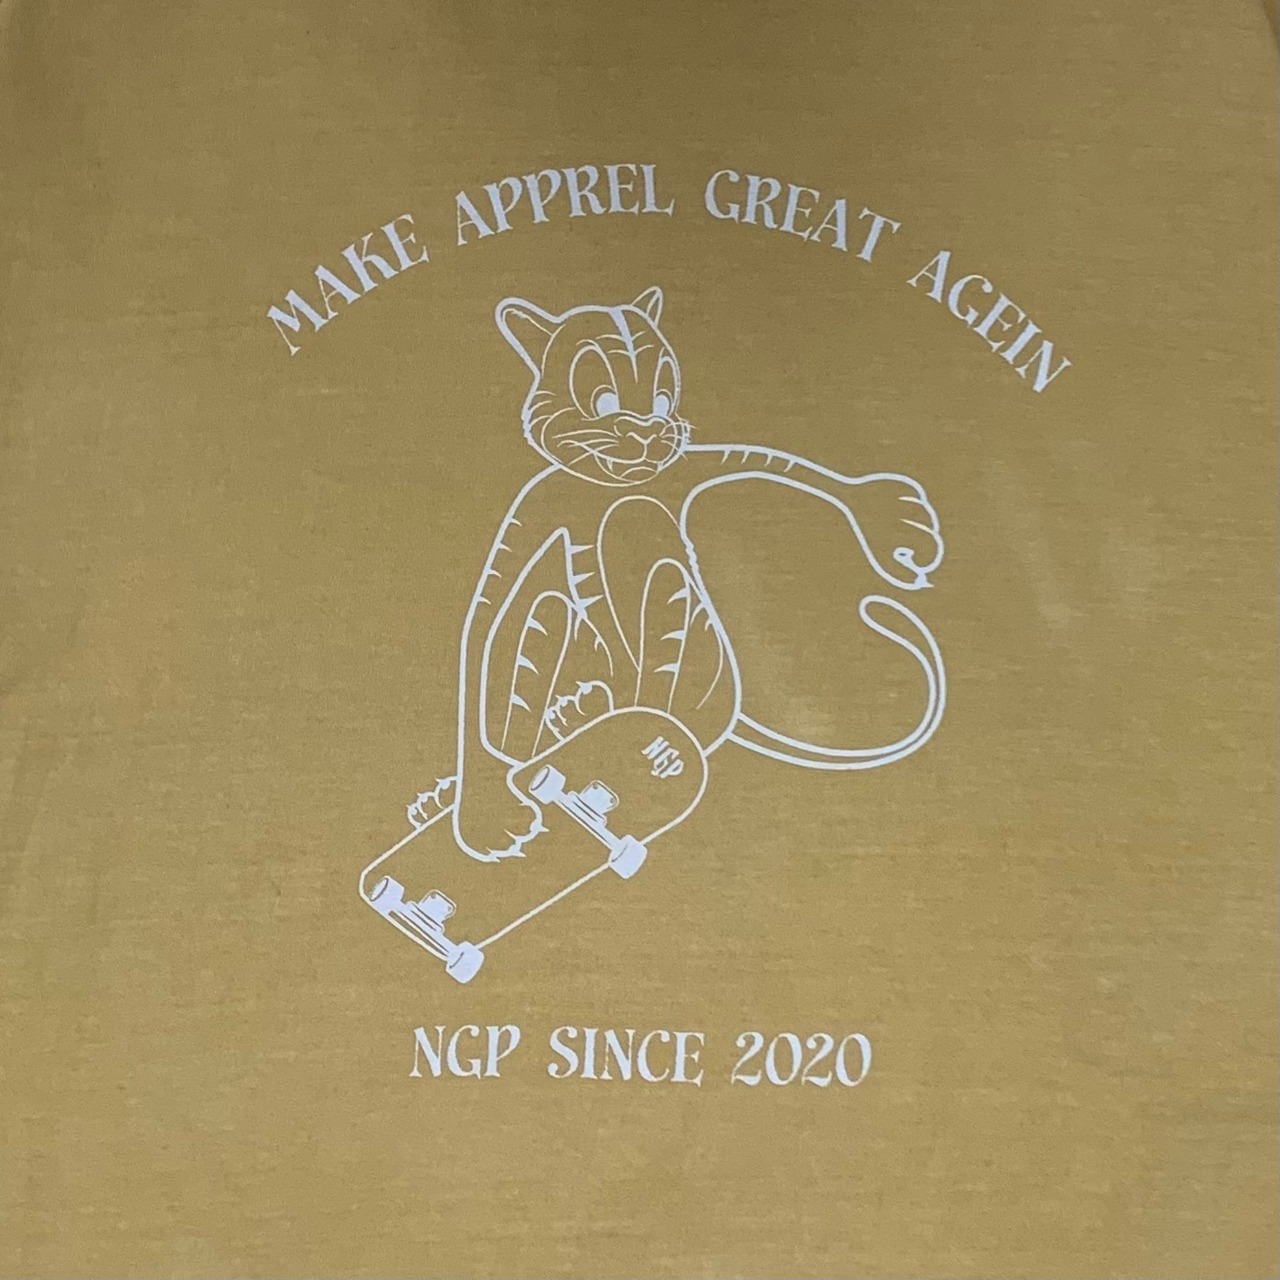 MAKE APPREL GREAT AGEIN
NGP
NGP SINCE 2020